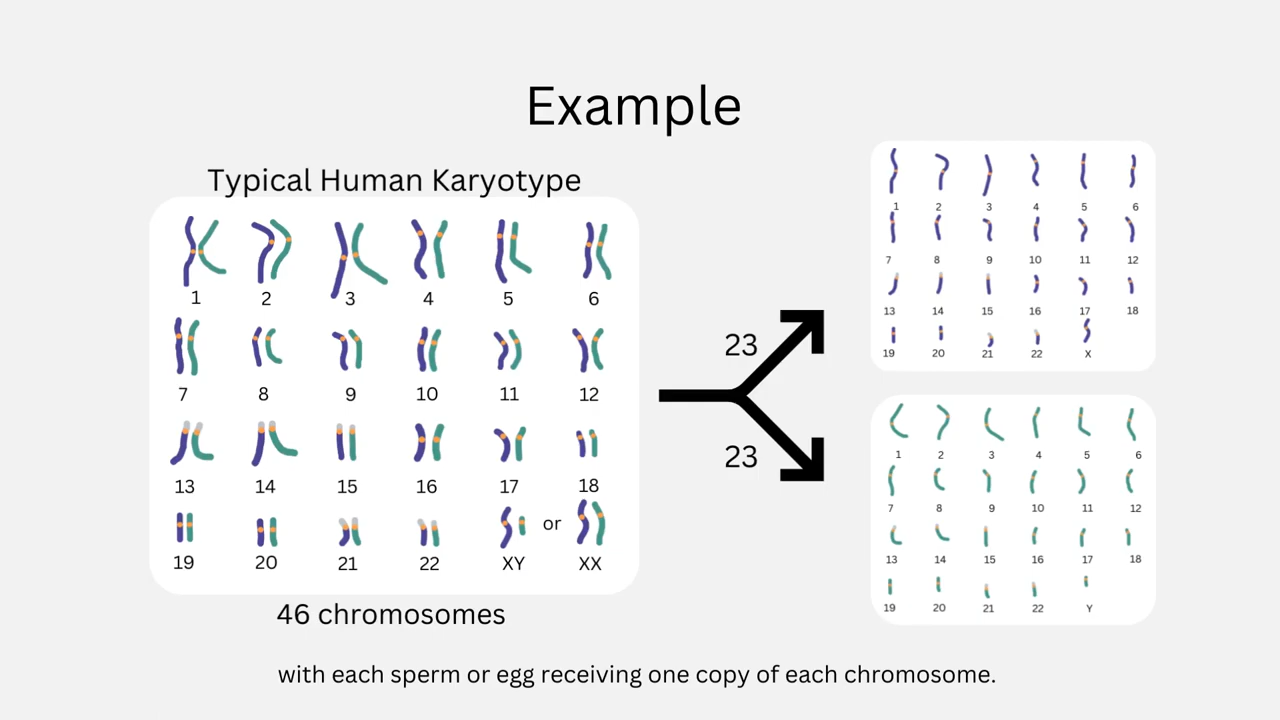 Example
Typical Human Karyotype
1 2 3 4 5 6
7 8 9 10 11 12
13 14 15 16 17 18
19 20 21 22 XY or XX
46 chromosomes
23
23
1 2 3 4 5 6
7 8 9 10 11 12
13 14 15 16 17 18
19 20 21 22 X
1 2 3 4 5 6
7 8 9 10 11 12
13 14 15 16 17 18
19 20 21 22 Y
with each sperm or egg receiving one copy of each chromosome.